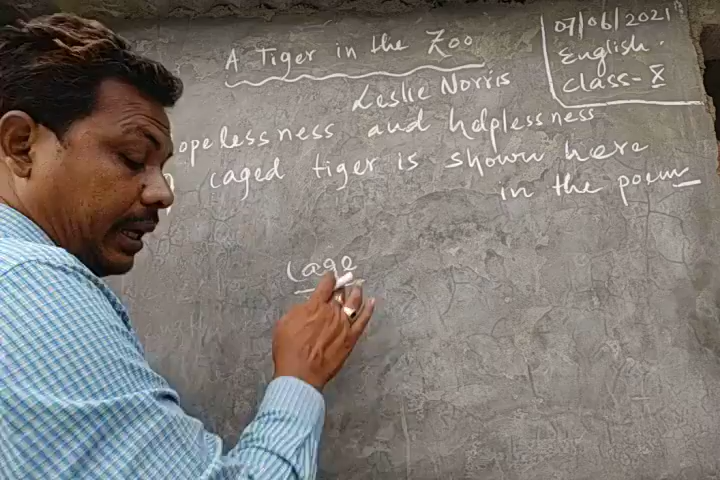 A Tiger in the Zoo
Leslie Norris
07/06/2021
English.
Class- X
opelessness and helplessness
caged tiger is shown here
in the poem
Cage